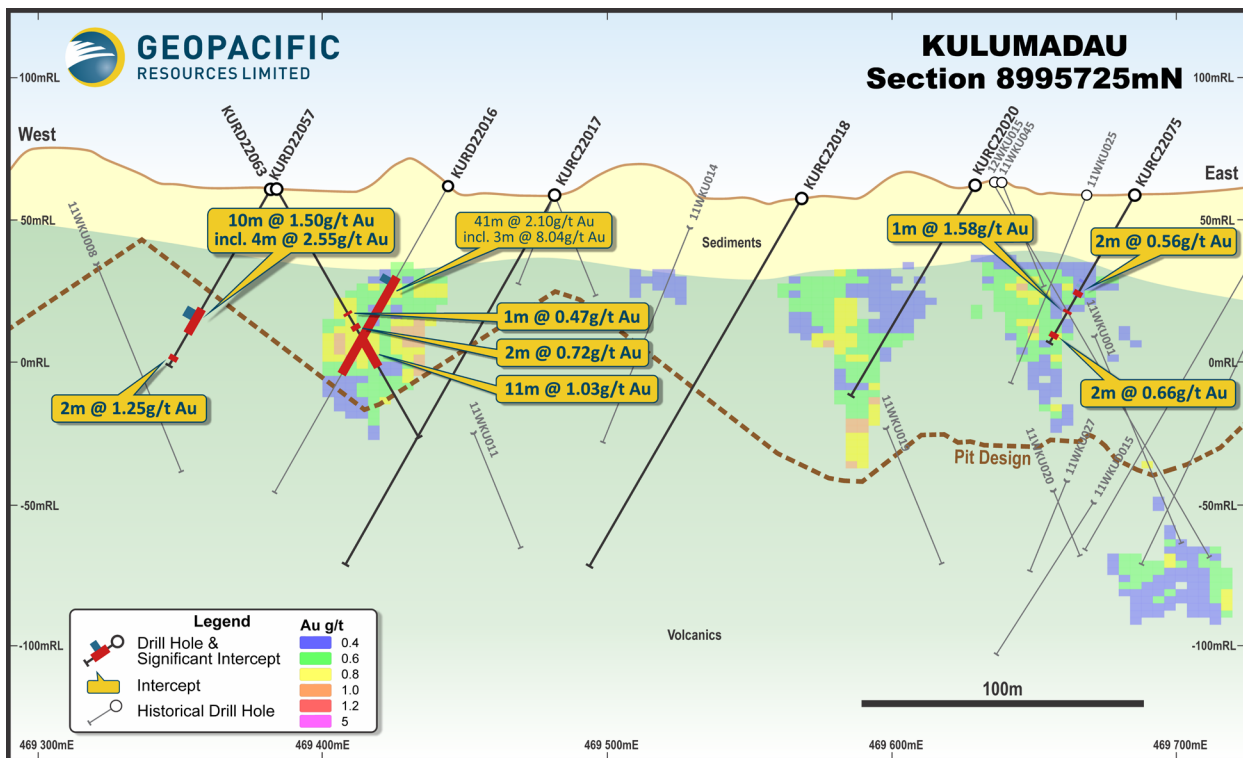 GEOPACIFIC
RESOURCES LIMITED
KULUMADAU
Section 8995725mN
100mRL
100mRL
West
East
KURD22063
KURD22057
KURD22016
KURC22017
11WKU014
KURC22018
KURC22020
12WKU015
11WKU045
11WKU025
KURC22075
11WKU008
50mRL
50mRL
10m @ 1.50g/t Au
incl. 4m @ 2.55g/t Au
41m @ 2.10g/t Au
incl. 3m @ 8.04g/t Au
Sediments
1m @ 1.58g/t Au
2m @ 0.56g/t Au
1m @ 0.47g/t Au
2m @ 0.72g/t Au
11m @ 1.03g/t Au
11WKU001
0mRL
0mRL
2m @ 1.25g/t Au
2m @ 0.66g/t Au
11WKU011
11WKU020
11WKU027
11WKU015
Pit Design
-50mRL
-50mRL
Volcanics
-100mRL
-100mRL
Legend
Drill Hole &
Significant Intercept
Intercept
Historical Drill Hole
Au g/t
0.4
0.6
0.8
1.0
1.2
5
100m
469 300mE
469 400mE
469 500mE
469 600mE
469 700mE